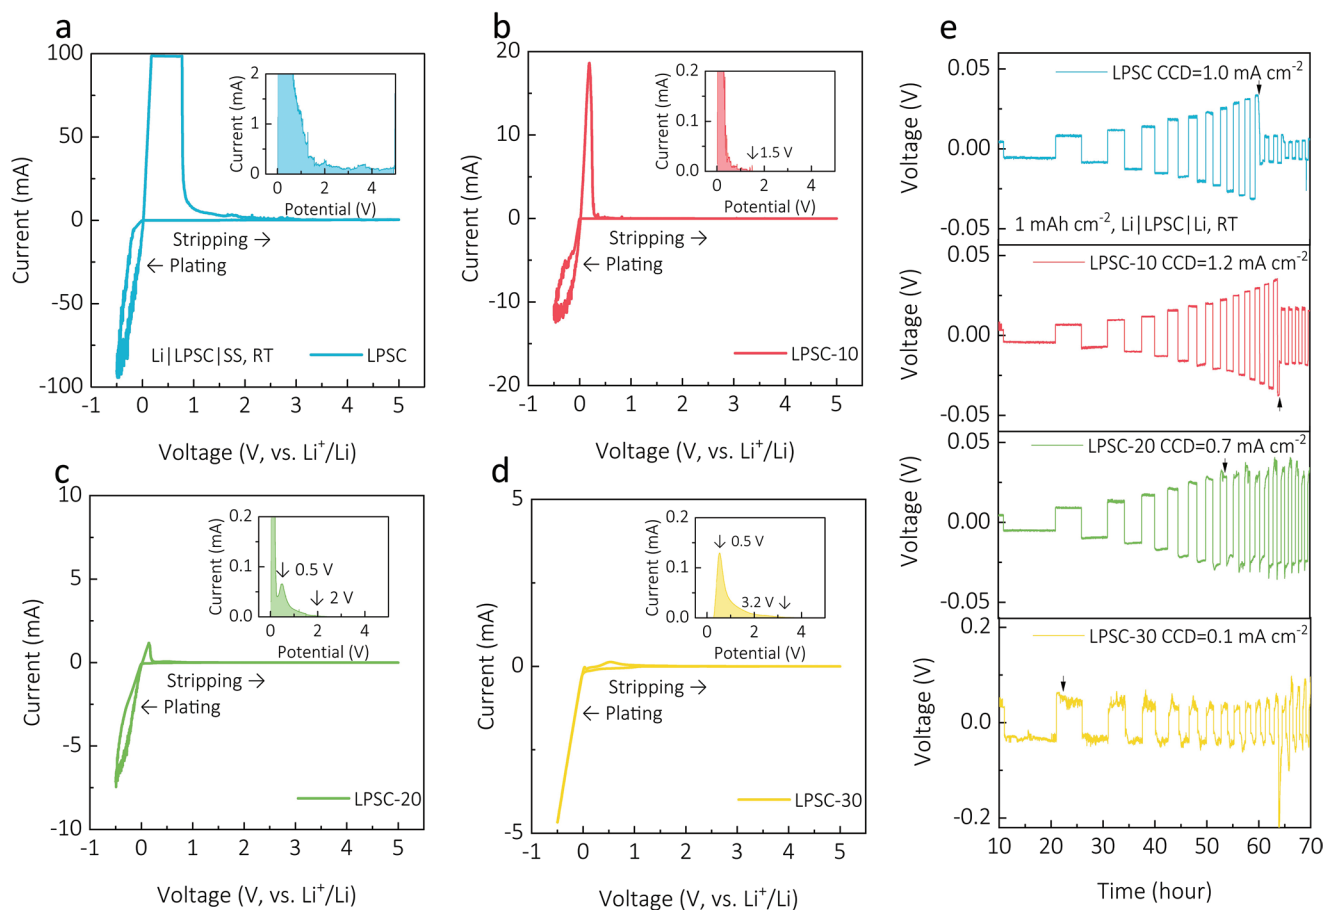 a
100
50
0
-50
-100
Current (mA)
-1 0 1 2 3 4 5
Voltage (V, vs. Li⁺/Li)
Stripping →
← Plating
Li|LPSC|SS, RT
LPSC
2
1
0
Current (mA)
0 2 4
Potential (V)
b
20
10
0
-10
-20
Current (mA)
-1 0 1 2 3 4 5
Voltage (V, vs. Li⁺/Li)
Stripping →
← Plating
LPSC-10
0.2
0.1
0.0
Current (mA)
↓1.5 V
0 2 4
Potential (V)
c
10
5
0
-5
-10
Current (mA)
-1 0 1 2 3 4 5
Voltage (V, vs. Li⁺/Li)
Stripping →
← Plating
LPSC-20
0.2
0.1
0.0
Current (mA)
↓ 0.5 V
↓ 2 V
0 2 4
Potential (V)
d
5
0
-5
Current (mA)
-1 0 1 2 3 4 5
Voltage (V, vs. Li⁺/Li)
Stripping →
← Plating
LPSC-30
0.2
0.1
0.0
Current (mA)
↓ 0.5 V
3.2 V ↓
0 2 4
Potential (V)
e
0.05
0.00
-0.05
Voltage (V)
LPSC CCD=1.0 mA cm⁻²
1 mAh cm⁻², Li|LPSC|Li, RT
0.05
0.00
-0.05
Voltage (V)
LPSC-10 CCD=1.2 mA cm⁻²
0.05
0.00
-0.05
Voltage (V)
LPSC-20 CCD=0.7 mA cm⁻²
0.2
0.0
-0.2
Voltage (V)
LPSC-30 CCD=0.1 mA cm⁻²
10 20 30 40 50 60 70
Time (hour)